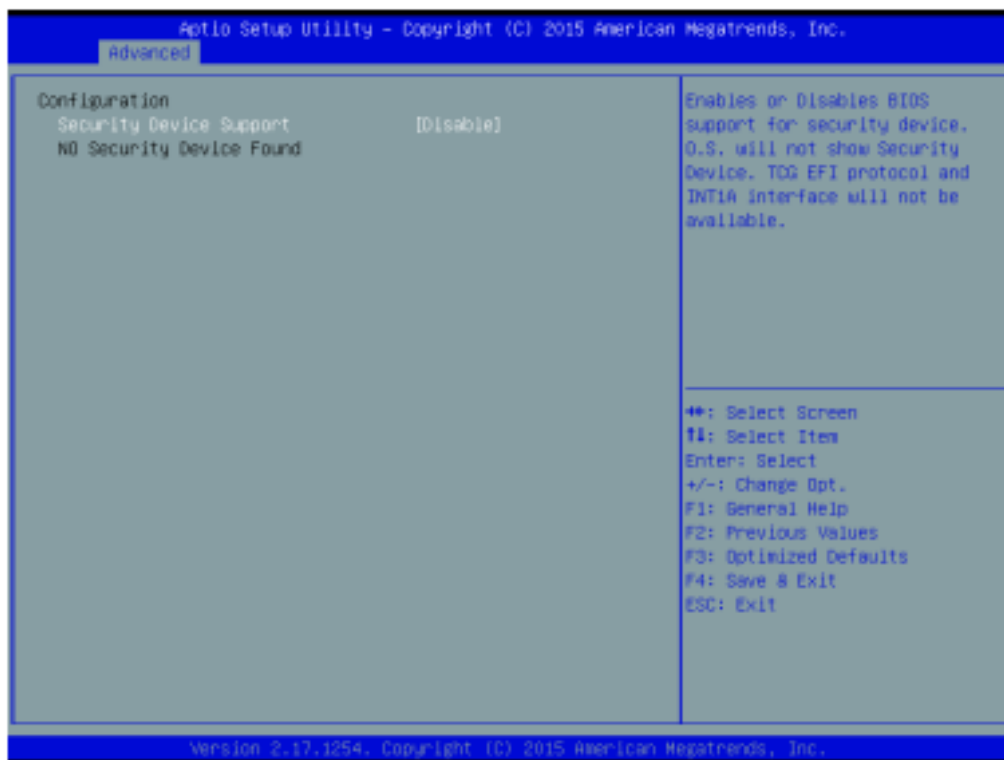 Aptio Setup Utility – Copyright (C) 2015 American Megatrends, Inc.
Advanced
Configuration
Security Device Support [Disable]
NO Security Device Found
Enables or Disables BIOS
support for security device.
O.S. will not show Security
Device. TCG EFI protocol and
INT1A interface will not be
available.
→←: Select Screen
↑↓: Select Item
Enter: Select
+/-: Change Opt.
F1: General Help
F2: Previous Values
F3: Optimized Defaults
F4: Save & Exit
ESC: Exit
Version 2.17.1254. Copyright (C) 2015 American Megatrends, Inc.